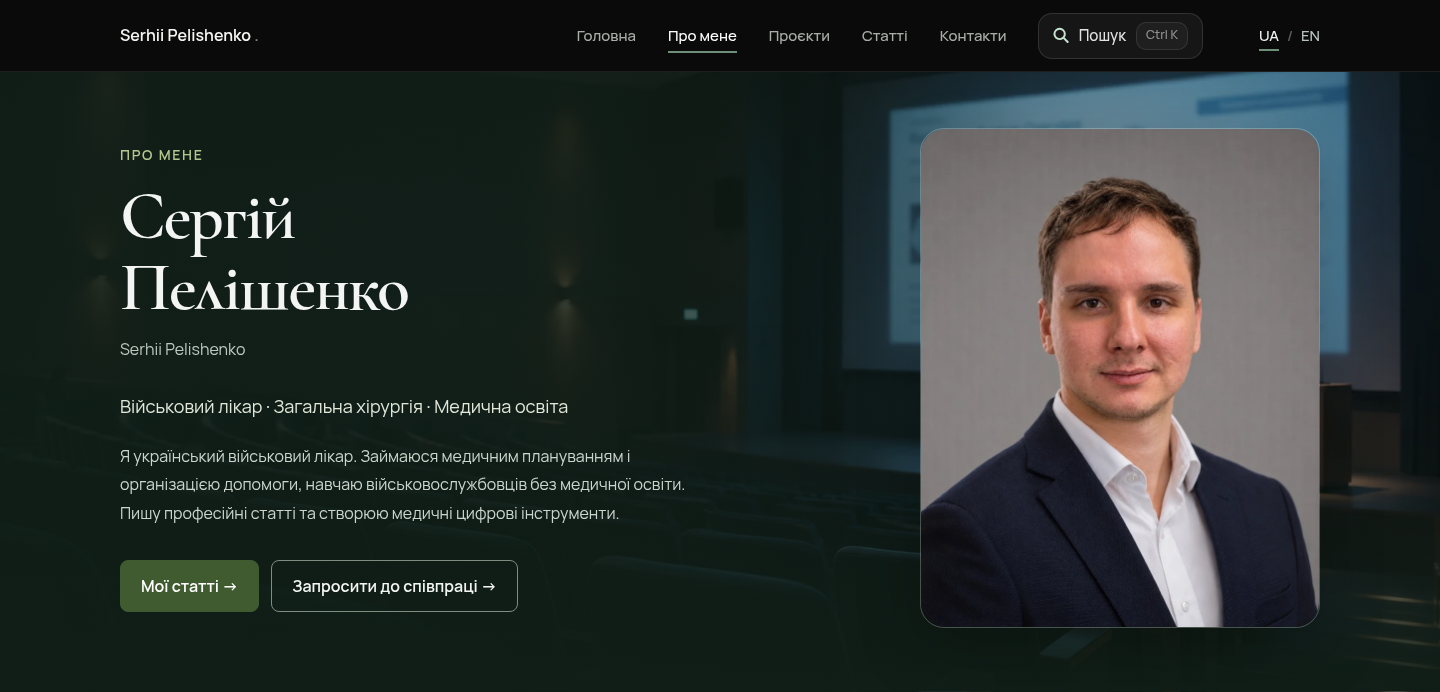 Serhii Pelishenko .
Головна
Про мене
Проєкти
Статті
Контакти
Пошук
Ctrl K
UA / EN
ПРО МЕНЕ
Сергій
Пелішенко
Serhii Pelishenko
Військовий лікар · Загальна хірургія · Медична освіта
Я український військовий лікар. Займаюся медичним плануванням і
організацією допомоги, навчаю військовослужбовців без медичної освіти.
Пишу професійні статті та створюю медичні цифрові інструменти.
Мої статті →
Запросити до співпраці →